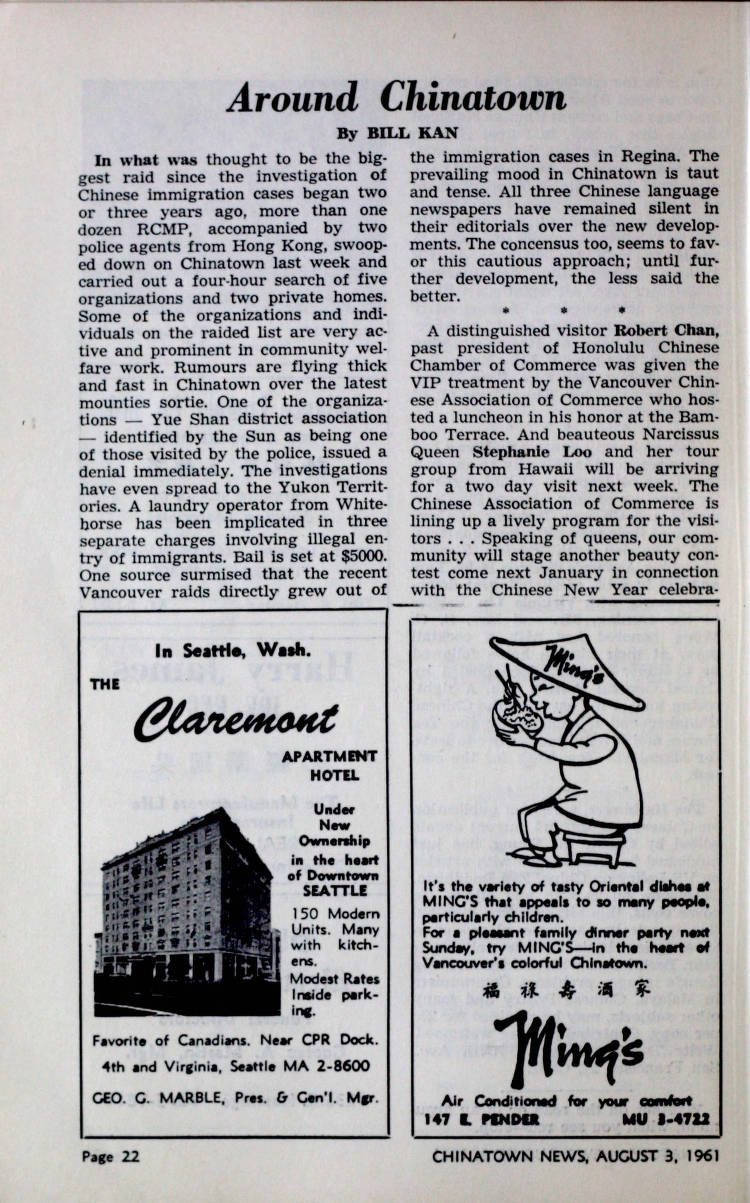 Around Chinatown
By BILL KAN
In what was thought to be the big-
gest raid since the investigation of
Chinese immigration cases began two
or three years ago, more than one
dozen RCMP, accompanied by two
police agents from Hong Kong, swoop-
ed down on Chinatown last week and
carried out a four-hour search of five
organizations and two private homes.
Some of the organizations and indi-
viduals on the raided list are very ac-
tive and prominent in community wel-
fare work. Rumours are flying thick
and fast in Chinatown over the latest
mounties sortie. One of the organiza-
tions — Yue Shan district association
— identified by the Sun as being one
of those visited by the police, issued a
denial immediately. The investigations
have even spread to the Yukon Territ-
ories. A laundry operator from White-
horse has been implicated in three
separate charges involving illegal en-
try of immigrants. Bail is set at $5000.
One source surmised that the recent
Vancouver raids directly grew out of
the immigration cases in Regina. The
prevailing mood in Chinatown is taut
and tense. All three Chinese language
newspapers have remained silent in
their editorials over the new develop-
ments. The concensus too, seems to fav-
or this cautious approach; until fur-
ther development, the less said the
better.
* * *
A distinguished visitor Robert Chan,
past president of Honolulu Chinese
Chamber of Commerce was given the
VIP treatment by the Vancouver Chin-
ese Association of Commerce who hos-
ted a luncheon in his honor at the Bam-
boo Terrace. And beauteous Narcissus
Queen Stephanie Loo and her tour
group from Hawaii will be arriving
for a two day visit next week. The
Chinese Association of Commerce is
lining up a lively program for the visi-
tors . . . Speaking of queens, our com-
munity will stage another beauty con-
test come next January in connection
with the Chinese New Year celebra-
In Seattle, Wash.
THE
Claremont
APARTMENT
HOTEL
Under
New
Ownership
in the heart
of Downtown
SEATTLE
150 Modern
Units. Many
with kitch-
ens.
Modest Rates
Inside park-
ing.
Favorite of Canadians. Near CPR Dock.
4th and Virginia, Seattle MA 2-8600
GEO. G. MARBLE, Pres. & Gen'l. Mgr.
Ming's
It's the variety of tasty Oriental dishes at
MING'S that appeals to so many people,
particularly children.
For a pleasant family dinner party next
Sunday, try MING'S—in the heart of
Vancouver's colorful Chinatown.
福 祿 壽 酒 家
Ming's
Air Conditioned for your comfort
147 E. PENDER MU 3-4722
Page 22
CHINATOWN NEWS, AUGUST 3, 1961